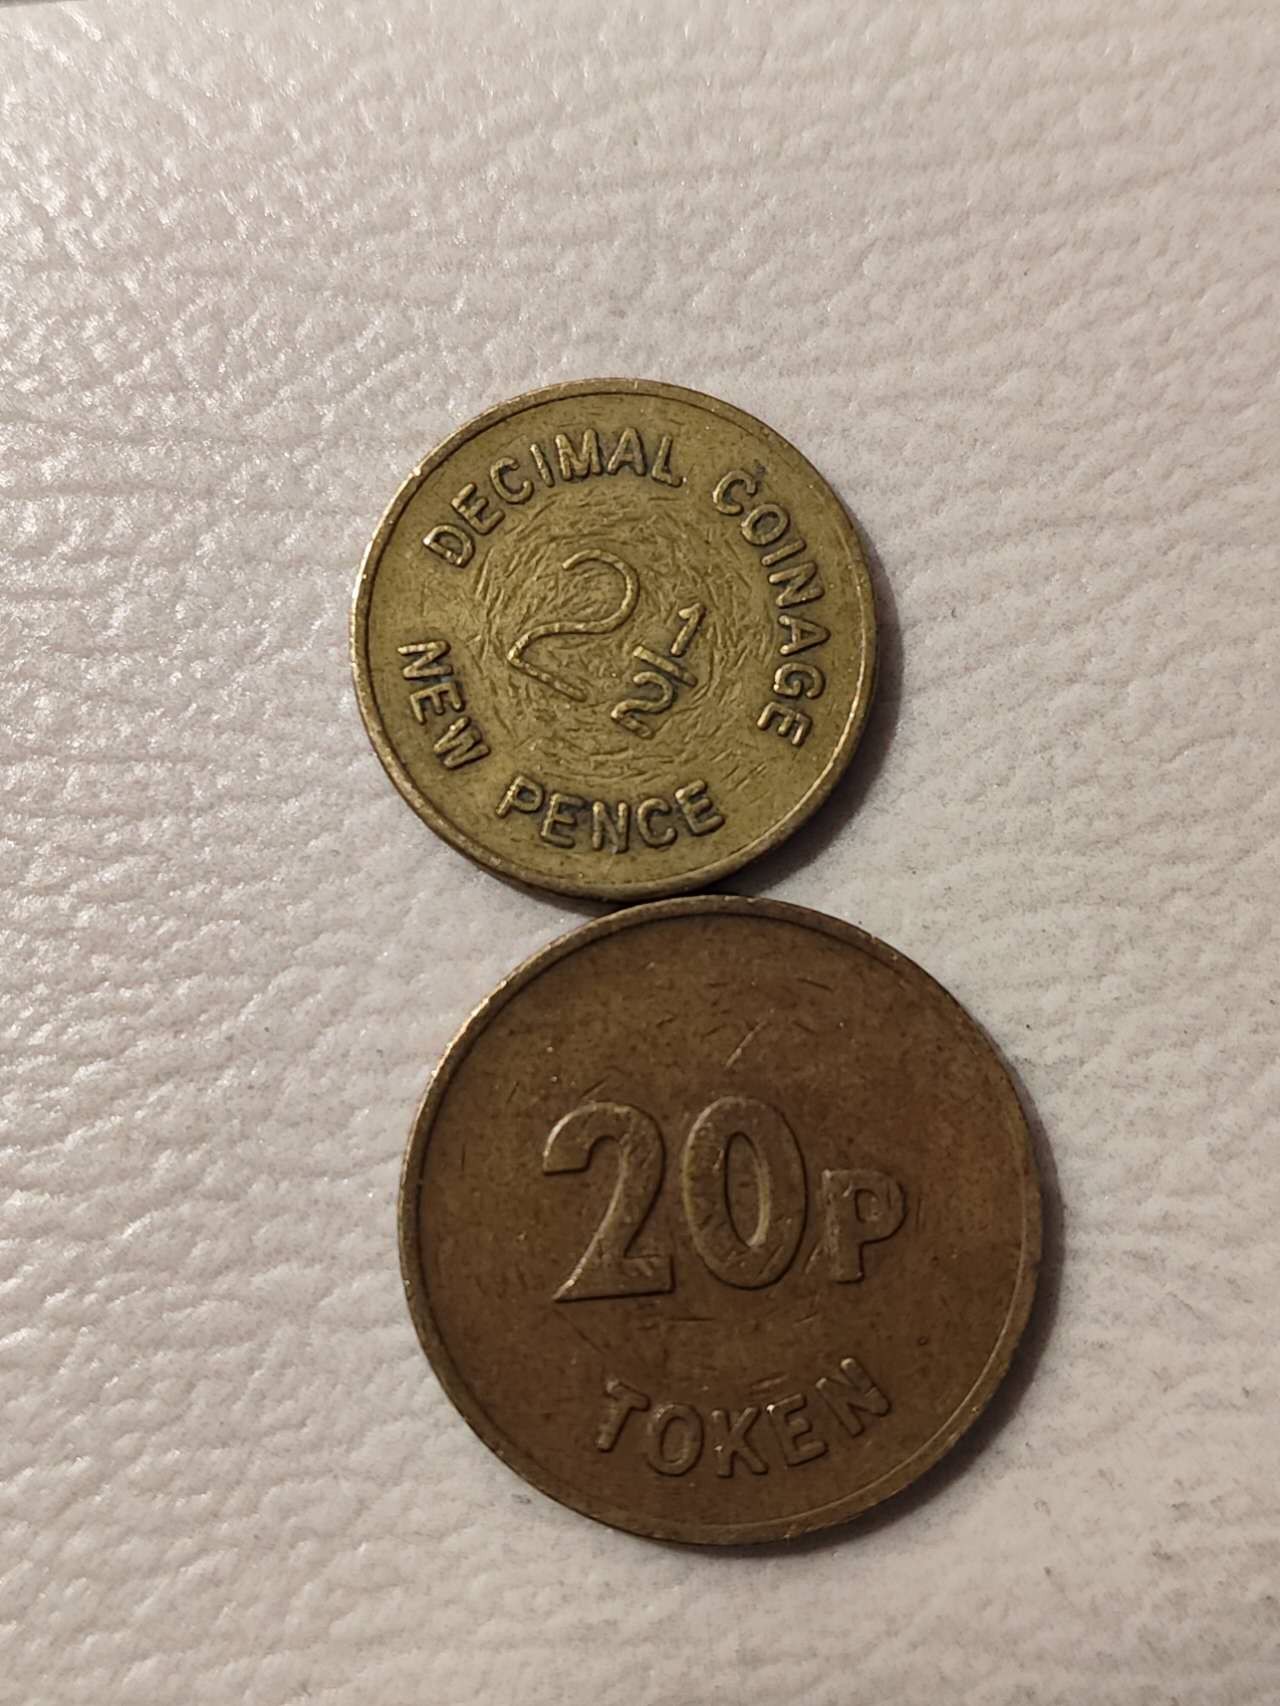 DECIMAL COINAGE
2 1/2
NEW PENCE
20P
TOKEN